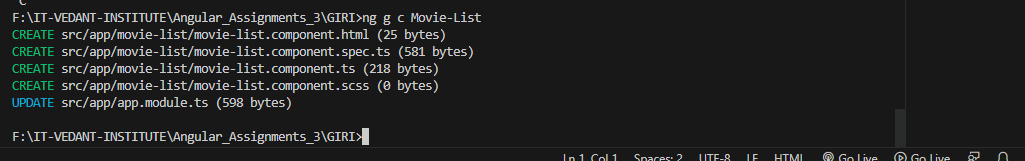 F:\IT-VEDANT-INSTITUTE\Angular_Assignments_3\GIRI>ng g c Movie-List
CREATE src/app/movie-list/movie-list.component.html (25 bytes)
CREATE src/app/movie-list/movie-list.component.spec.ts (581 bytes)
CREATE src/app/movie-list/movie-list.component.ts (218 bytes)
CREATE src/app/movie-list/movie-list.component.scss (0 bytes)
UPDATE src/app/app.module.ts (598 bytes)
F:\IT-VEDANT-INSTITUTE\Angular_Assignments_3\GIRI>
Ln 1, Col 1 Spaces: 2 UTF-8 LF HTML Go Live Go Live